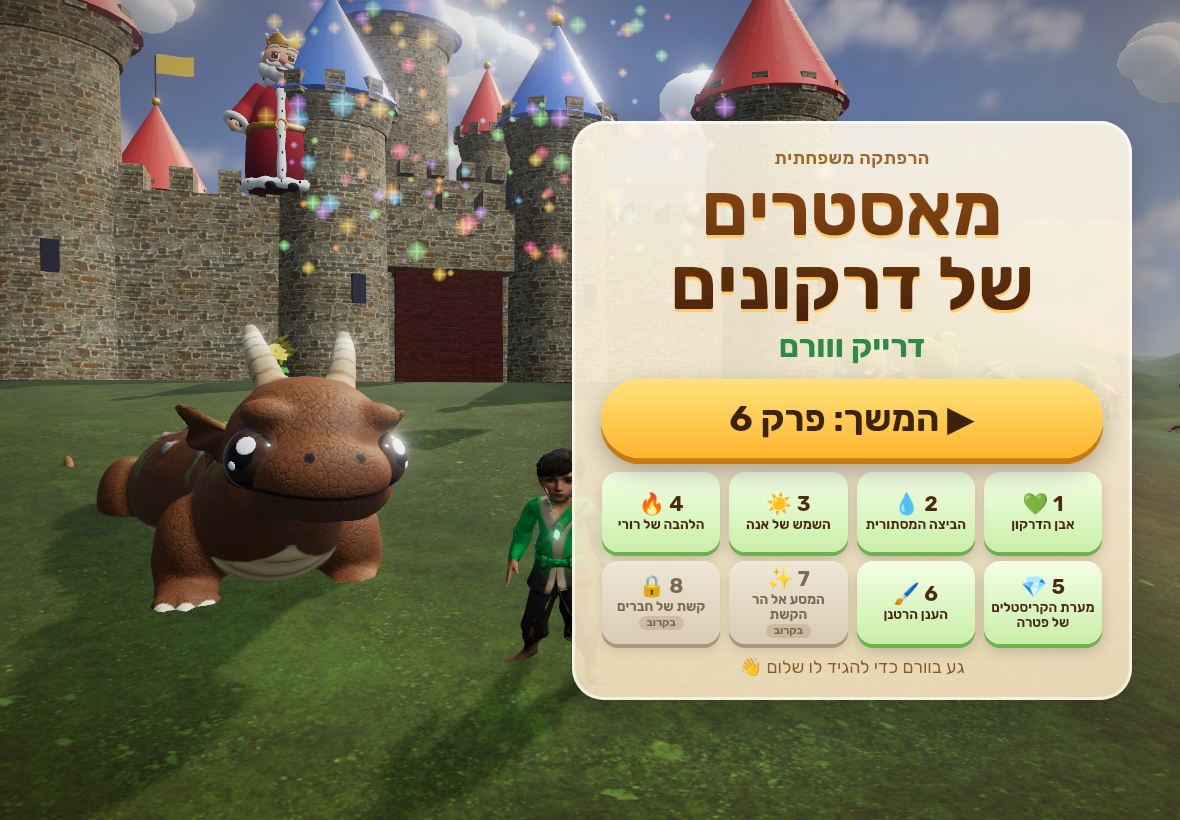 הרפתקה משפחתית
מאסטרים
של דרקונים
דרייק ווורם
▶ המשך: פרק 6
1 💚
אבן הדרקון
2 💧
הביצה המסתורית
3 ☀️
השמש של אנה
4 🔥
הלהבה של רורי
5 💎
מערת הקריסטלים
של פטרה
6 🖌️
הענן הרטנן
7 ✨
המסע אל הר
הקשת
בקרוב
8 🔒
קשת של חברים
בקרוב
גע בוורם כדי להגיד לו שלום 👋